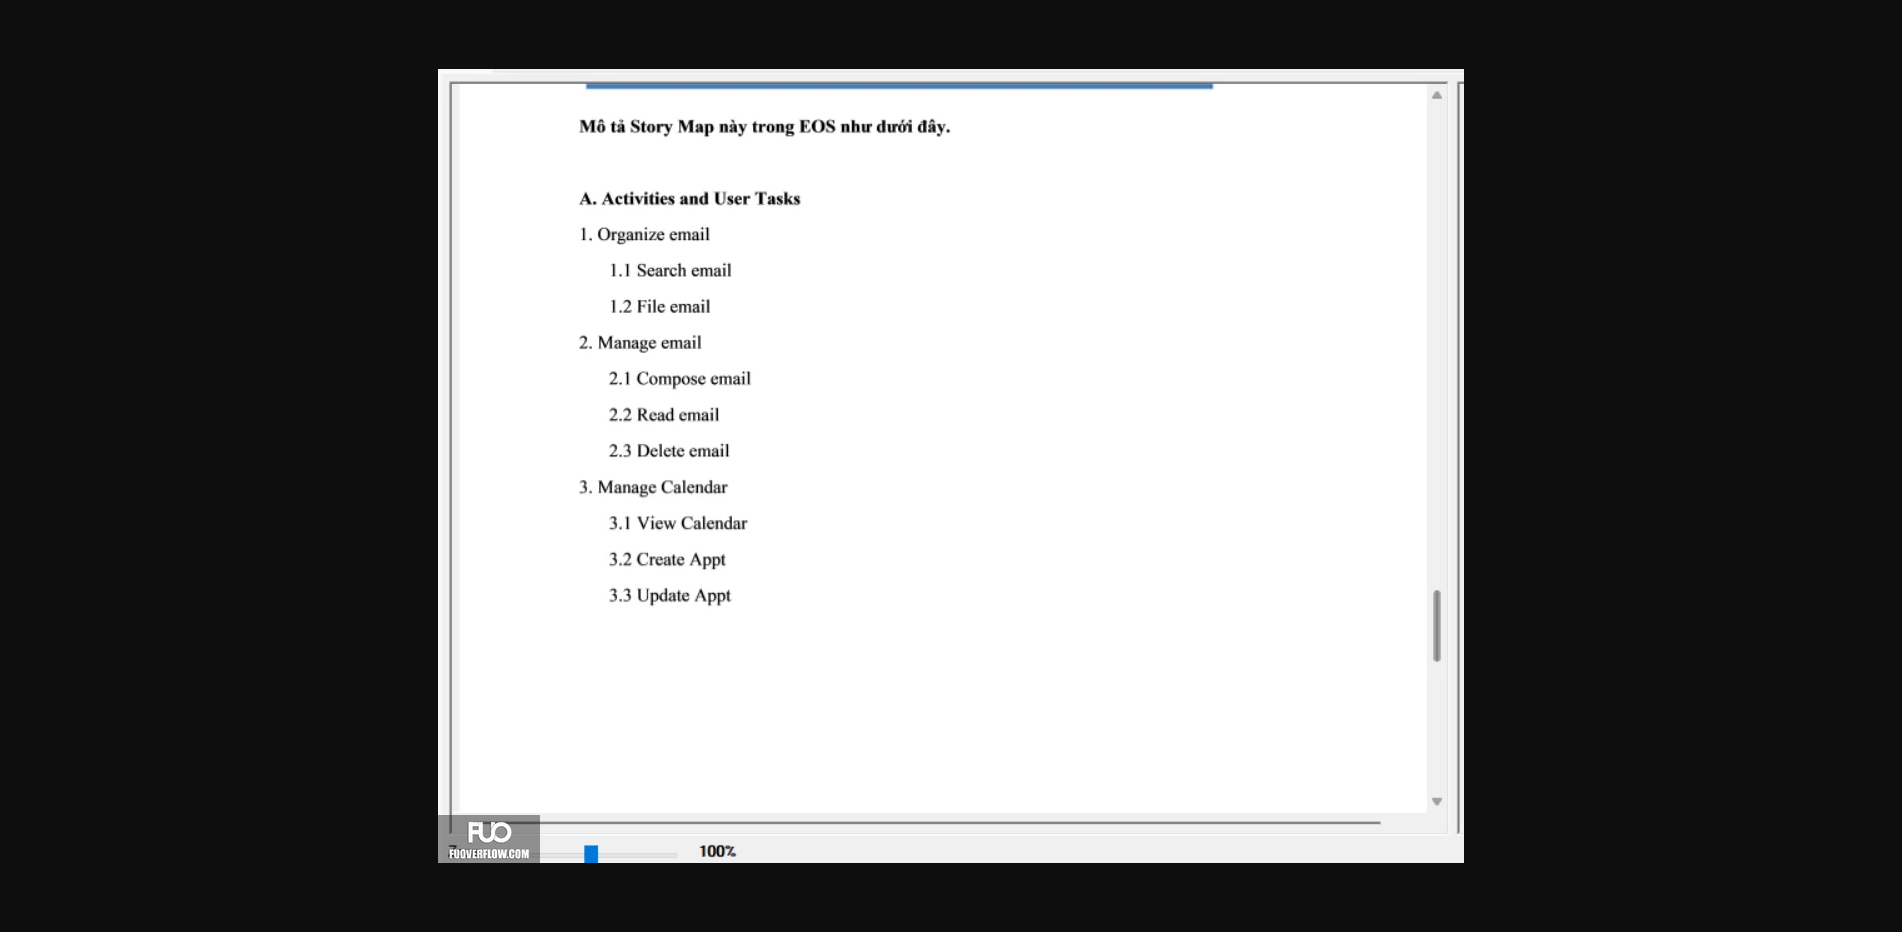 Mô tả Story Map này trong EOS như dưới đây.
A. Activities and User Tasks
1. Organize email
1.1 Search email
1.2 File email
2. Manage email
2.1 Compose email
2.2 Read email
2.3 Delete email
3. Manage Calendar
3.1 View Calendar
3.2 Create Appt
3.3 Update Appt
FUO
FUOVERFLOW.COM
100%